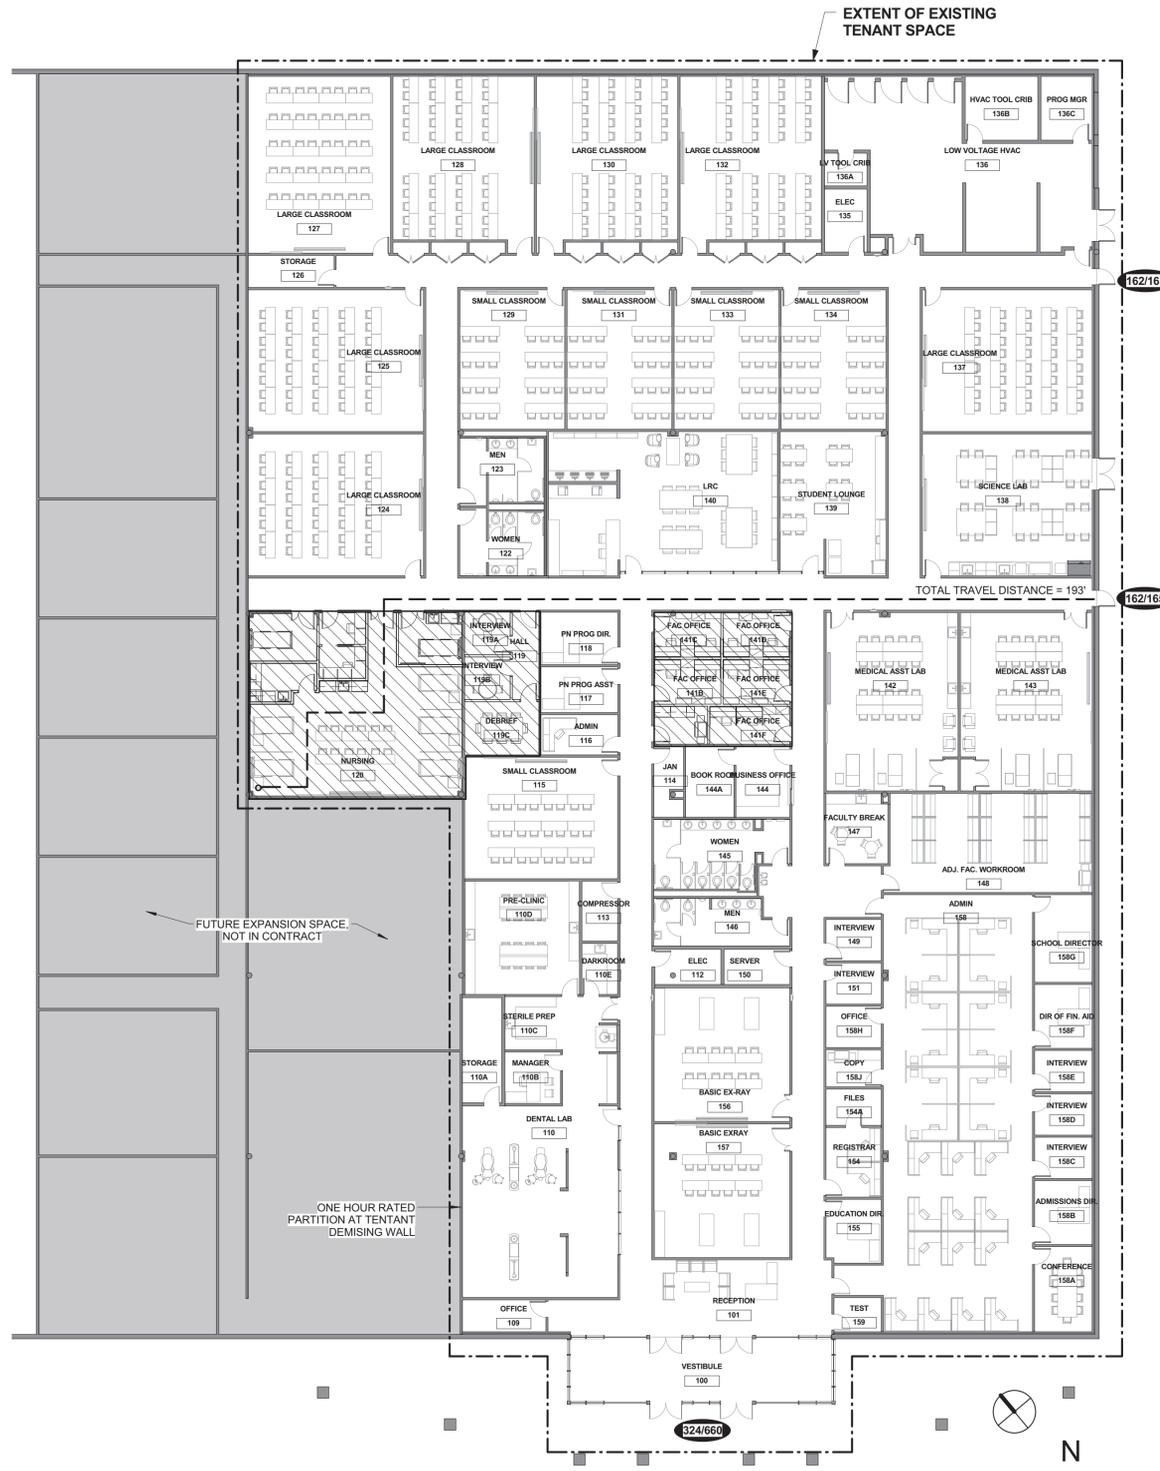 EXTENT OF EXISTING
TENANT SPACE
HVAC TOOL CRIB
136B
PROG MGR
136C
LARGE CLASSROOM
128
LARGE CLASSROOM
130
LARGE CLASSROOM
132
LOW VOLTAGE HVAC
136
LV TOOL CRIB
136A
ELEC
135
LARGE CLASSROOM
127
STORAGE
126
162/16
SMALL CLASSROOM
129
SMALL CLASSROOM
131
SMALL CLASSROOM
133
SMALL CLASSROOM
134
LARGE CLASSROOM
125
LARGE CLASSROOM
137
MEN
123
LRC
140
STUDENT LOUNGE
139
SCIENCE LAB
138
LARGE CLASSROOM
124
WOMEN
122
TOTAL TRAVEL DISTANCE = 193'
162/165
INTERVIEW
119A
HALL
119
PN PROG DIR.
118
FAC OFFICE
141C
FAC OFFICE
141D
INTERVIEW
119B
PN PROG ASST
117
FAC OFFICE
141B
FAC OFFICE
141E
MEDICAL ASST LAB
142
MEDICAL ASST LAB
143
DEBRIEF
119C
ADMIN
116
FAC OFFICE
141F
NURSING
120
SMALL CLASSROOM
115
JAN
114
BOOK ROOM
144A
BUSINESS OFFICE
144
FACULTY BREAK
147
WOMEN
145
ADJ. FAC. WORKROOM
148
PRE-CLINIC
110D
COMPRESSOR
113
MEN
146
ADMIN
158
FUTURE EXPANSION SPACE,
NOT IN CONTRACT
INTERVIEW
149
SCHOOL DIRECTOR
158G
DARKROOM
110E
ELEC
112
SERVER
150
INTERVIEW
151
STERILE PREP
110C
OFFICE
158H
DIR OF FIN. AID
158F
STORAGE
110A
MANAGER
110B
COPY
158J
INTERVIEW
158E
BASIC EX-RAY
156
FILES
154A
INTERVIEW
158D
DENTAL LAB
110
BASIC EXRAY
157
REGISTRAR
154
INTERVIEW
158C
ONE HOUR RATED
PARTITION AT TENTANT
DEMISING WALL
EDUCATION DIR.
155
ADMISSIONS DIR.
158B
CONFERENCE
158A
OFFICE
109
RECEPTION
101
TEST
159
VESTIBULE
100
324/660
N